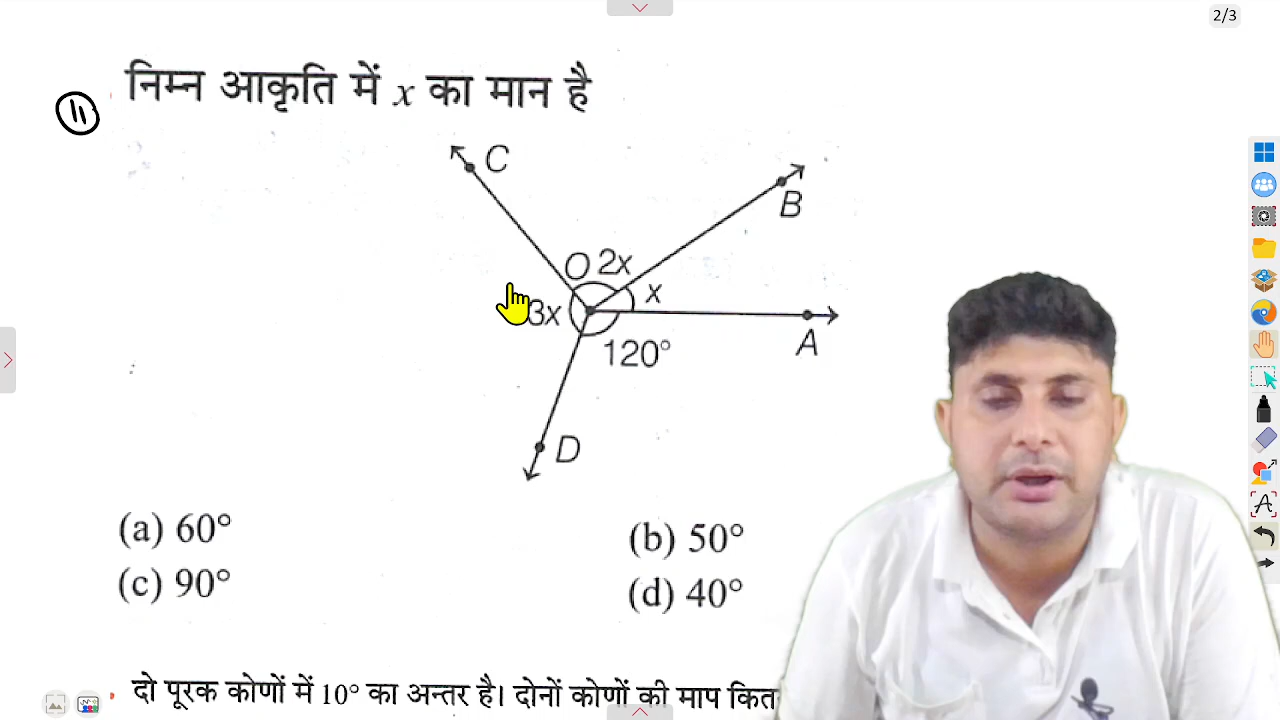 2/3
11
निम्न आकृति में x का मान है
C
B
O 2x
x
3x
A
120°
D
(a) 60°
(b) 50°
(c) 90°
(d) 40°
दो पूरक कोणों में 10° का अन्तर है। दोनों कोणों की माप